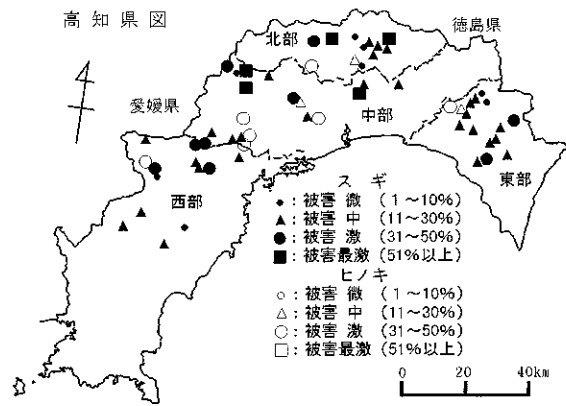 高知県図
徳島県
北部
愛媛県
中部
東部
西部
スギ
：被害 微 （1～10％）
：被害 中 （11～30％）
：被害 激 （31～50％）
：被害最激（51％以上）
ヒノキ
：被害 微 （1～10％）
：被害 中 （11～30％）
：被害 激 （31～50％）
：被害最激（51％以上）
0 20 40km